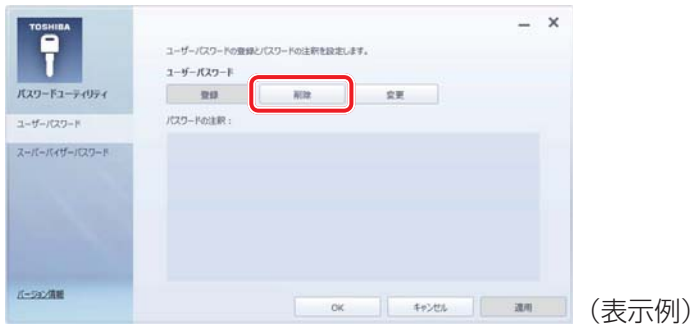 TOSHIBA
パスワードユーティリティ
ユーザーパスワード
スーパーバイザーパスワード
バージョン情報
ユーザーパスワードの登録とパスワードの注釈を設定します。
ユーザーパスワード
登録
削除
変更
パスワードの注釈：
OK
キャンセル
適用
（表示例）